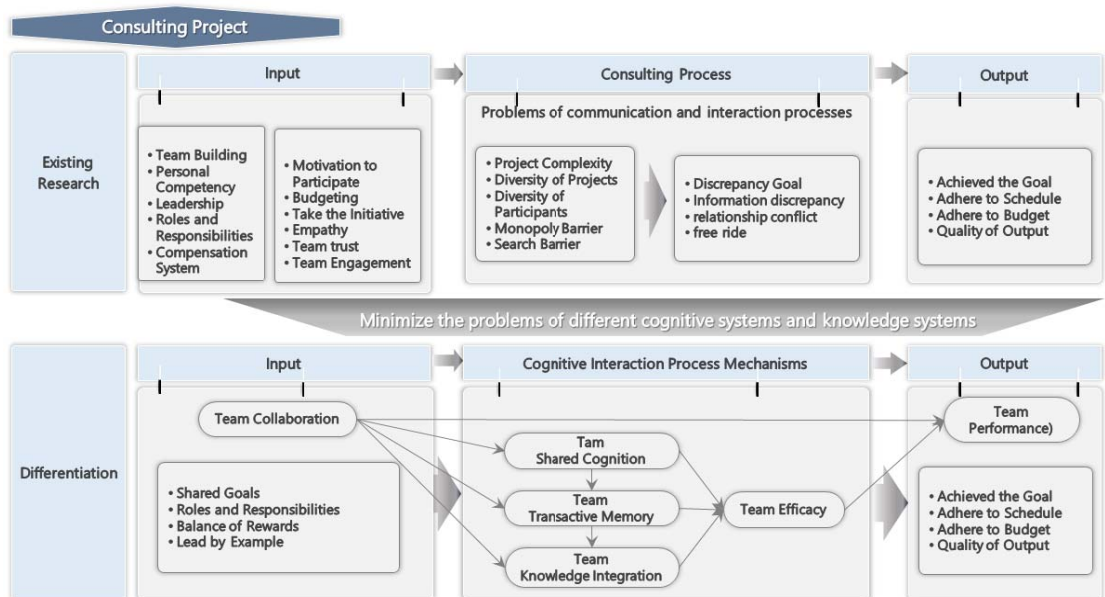 Consulting Project
Input
Consulting Process
Output
Existing
Research
• Team Building
• Personal
Competency
• Leadership
• Roles and
Responsibilities
• Compensation
System
• Motivation to
Participate
• Budgeting
• Take the Initiative
• Empathy
• Team trust
• Team Engagement
Problems of communication and interaction processes
• Project Complexity
• Diversity of Projects
• Diversity of
Participants
• Monopoly Barrier
• Search Barrier
• Discrepancy Goal
• Information discrepancy
• relationship conflict
• free ride
• Achieved the Goal
• Adhere to Schedule
• Adhere to Budget
• Quality of Output
Minimize the problems of different cognitive systems and knowledge systems
Input
Cognitive Interaction Process Mechanisms
Output
Differentiation
Team Collaboration
• Shared Goals
• Roles and Responsibilities
• Balance of Rewards
• Lead by Example
Tam
Shared Cognition
Team
Transactive Memory
Team
Knowledge Integration
Team Efficacy
Team
Performance)
• Achieved the Goal
• Adhere to Schedule
• Adhere to Budget
• Quality of Output